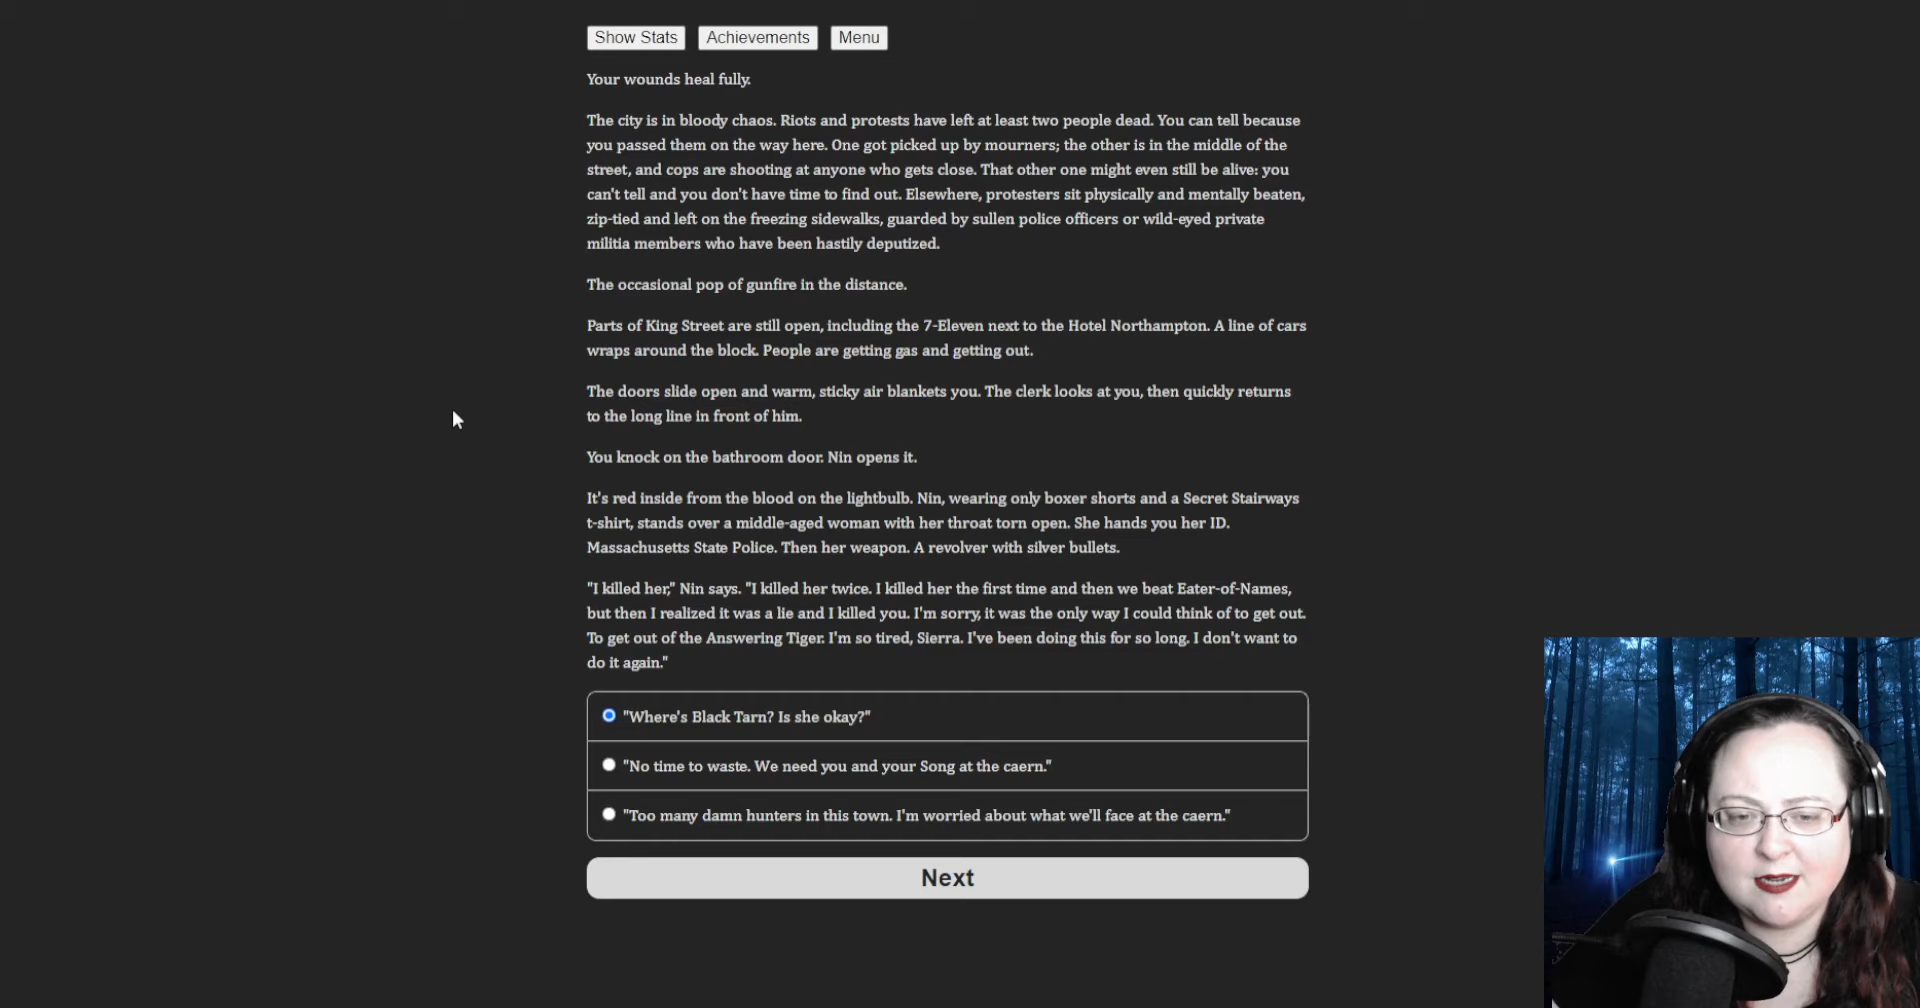 Show Stats Achievements Menu
Your wounds heal fully.
The city is in bloody chaos. Riots and protests have left at least two people dead. You can tell because
you passed them on the way here. One got picked up by mourners; the other is in the middle of the
street, and cops are shooting at anyone who gets close. That other one might even still be alive: you
can't tell and you don't have time to find out. Elsewhere, protesters sit physically and mentally beaten,
zip-tied and left on the freezing sidewalks, guarded by sullen police officers or wild-eyed private
militia members who have been hastily deputized.
The occasional pop of gunfire in the distance.
Parts of King Street are still open, including the 7-Eleven next to the Hotel Northampton. A line of cars
wraps around the block. People are getting gas and getting out.
The doors slide open and warm, sticky air blankets you. The clerk looks at you, then quickly returns
to the long line in front of him.
You knock on the bathroom door. Nin opens it.
It's red inside from the blood on the lightbulb. Nin, wearing only boxer shorts and a Secret Stairways
t-shirt, stands over a middle-aged woman with her throat torn open. She hands you her ID.
Massachusetts State Police. Then her weapon. A revolver with silver bullets.
"I killed her," Nin says. "I killed her twice. I killed her the first time and then we beat Eater-of-Names,
but then I realized it was a lie and I killed you. I'm sorry, it was the only way I could think of to get out.
To get out of the Answering Tiger. I'm so tired, Sierra. I've been doing this for so long. I don't want to
do it again."
"Where's Black Tarn? Is she okay?"
"No time to waste. We need you and your Song at the caern."
"Too many damn hunters in this town. I'm worried about what we'll face at the caern."
Next